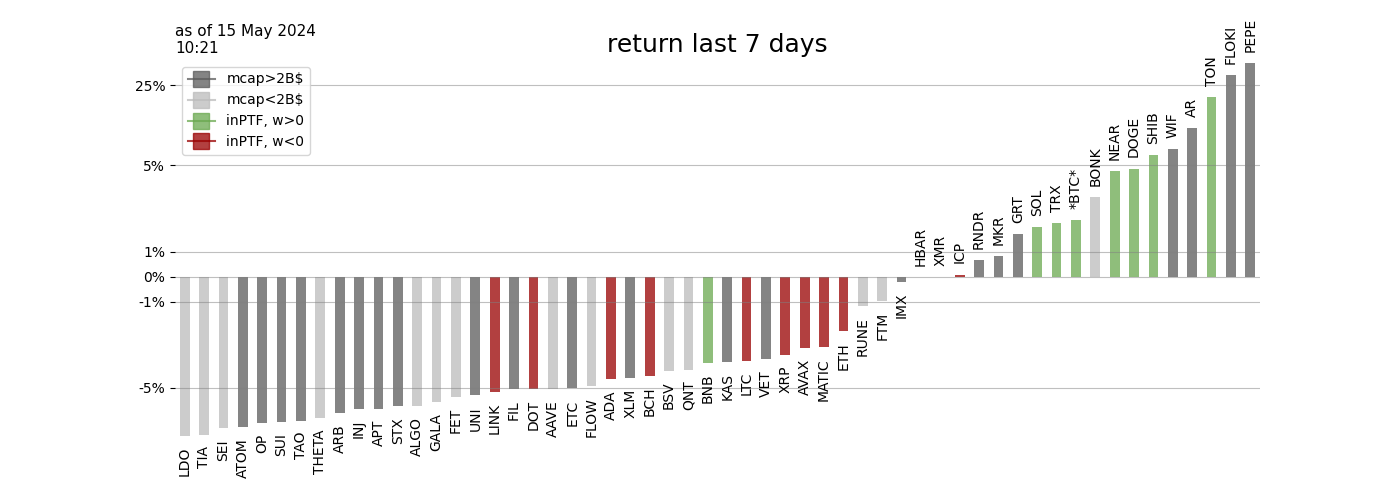 as of 15 May 2024
10:21
return last 7 days
mcap>2B$
mcap<2B$
inPTF, w>0
inPTF, w<0
25%
5%
1%
0%
-1%
-5%
LDO
TIA
SEI
ATOM
OP
SUI
TAO
THETA
ARB
INJ
APT
STX
ALGO
GALA
FET
UNI
LINK
FIL
DOT
AAVE
ETC
FLOW
ADA
XLM
BCH
BSV
QNT
BNB
KAS
LTC
VET
XRP
AVAX
MATIC
ETH
RUNE
FTM
IMX
HBAR
XMR
ICP
RNDR
MKR
GRT
SOL
TRX
*BTC*
BONK
NEAR
DOGE
SHIB
WIF
AR
TON
FLOKI
PEPE